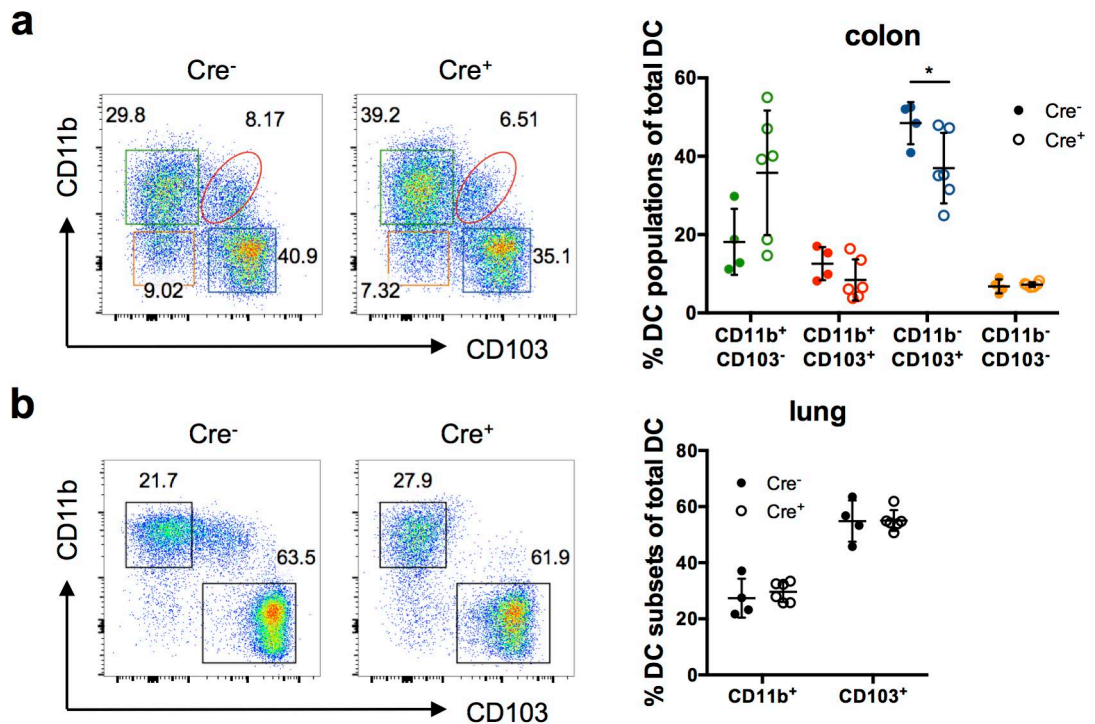 a
Cre-
Cre+
29.8
8.17
40.9
9.02
39.2
6.51
35.1
7.32
CD11b
CD103
colon
% DC populations of total DC
60
40
20
0
*
Cre-
Cre+
CD11b+
CD103-
CD11b+
CD103+
CD11b-
CD103+
CD11b-
CD103-
b
Cre-
Cre+
21.7
63.5
27.9
61.9
CD11b
CD103
lung
% DC subsets of total DC
80
60
40
20
0
Cre-
Cre+
CD11b+
CD103+